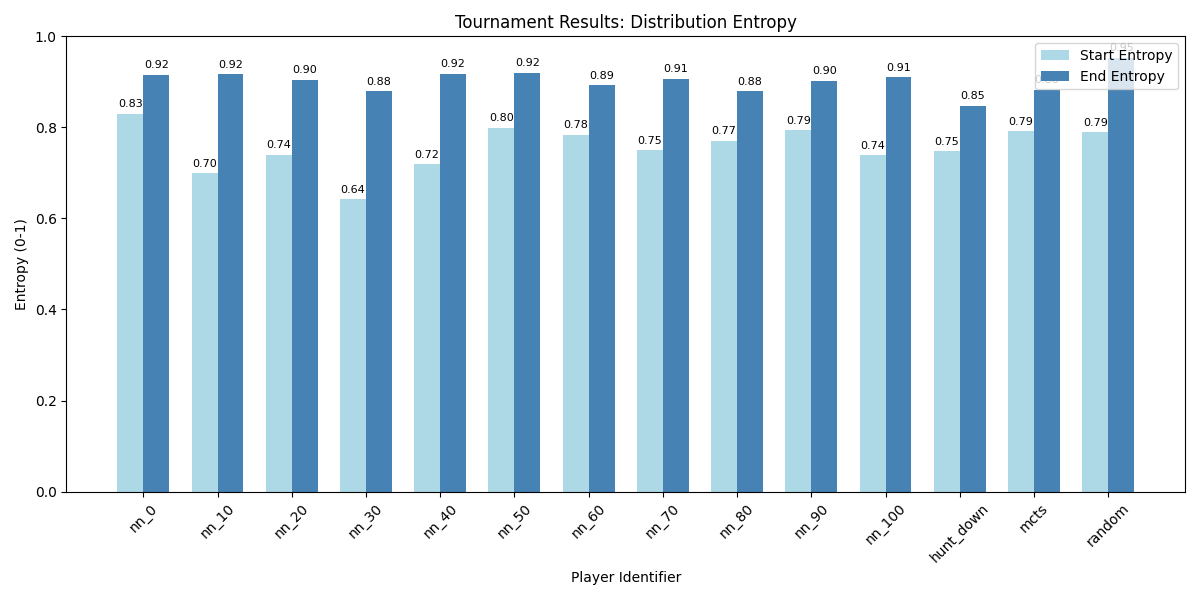 Tournament Results: Distribution Entropy
Start Entropy
End Entropy
Entropy (0-1)
1.0
0.8
0.6
0.4
0.2
0.0
0.83
0.92
0.70
0.92
0.74
0.90
0.64
0.88
0.72
0.92
0.80
0.92
0.78
0.89
0.75
0.91
0.77
0.88
0.79
0.90
0.74
0.91
0.75
0.85
0.79
0.79
0.95
nn_0
nn_10
nn_20
nn_30
nn_40
nn_50
nn_60
nn_70
nn_80
nn_90
nn_100
hunt_down
mcts
random
Player Identifier